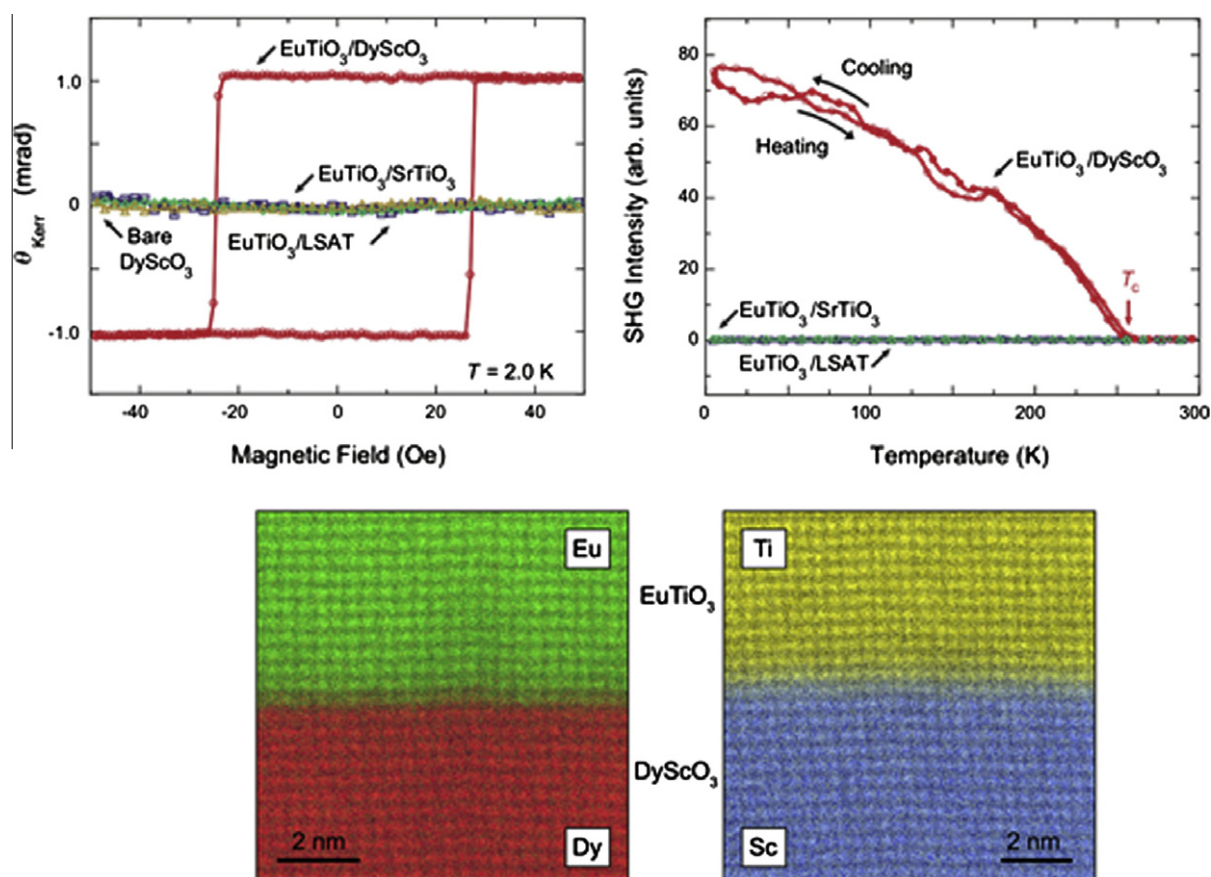 EuTiO₃/DyScO₃
1.0
0
-1.0
θKerr (mrad)
EuTiO₃/SrTiO₃
Bare
DyScO₃
EuTiO₃/LSAT
T = 2.0 K
-40 -20 0 20 40
Magnetic Field (Oe)
80
60
40
20
0
SHG Intensity (arb. units)
Cooling
Heating
EuTiO₃/DyScO₃
Tc
EuTiO₃/SrTiO₃
EuTiO₃/LSAT
0 100 175 200 300
Temperature (K)
Eu
Dy
2 nm
EuTiO₃
DyScO₃
Ti
Sc
2 nm